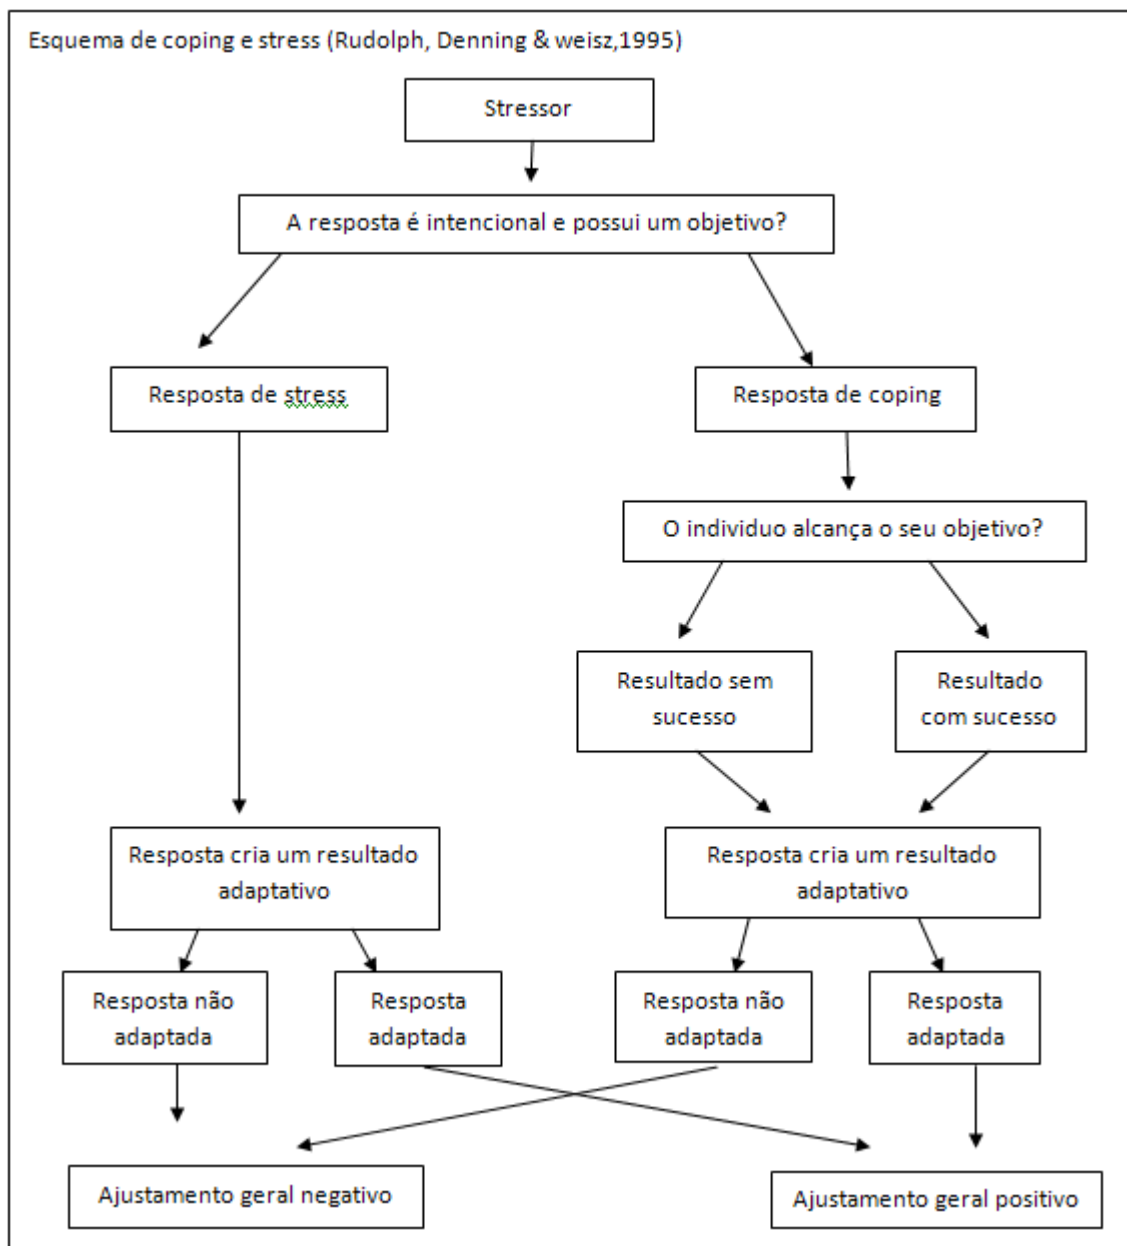 Esquema de coping e stress (Rudolph, Denning & weisz,1995)
Stressor
A resposta é intencional e possui um objetivo?
Resposta de stress
Resposta de coping
O individuo alcança o seu objetivo?
Resultado sem
sucesso
Resultado
com sucesso
Resposta cria um resultado
adaptativo
Resposta cria um resultado
adaptativo
Resposta não
adaptada
Resposta
adaptada
Resposta não
adaptada
Resposta
adaptada
Ajustamento geral negativo
Ajustamento geral positivo